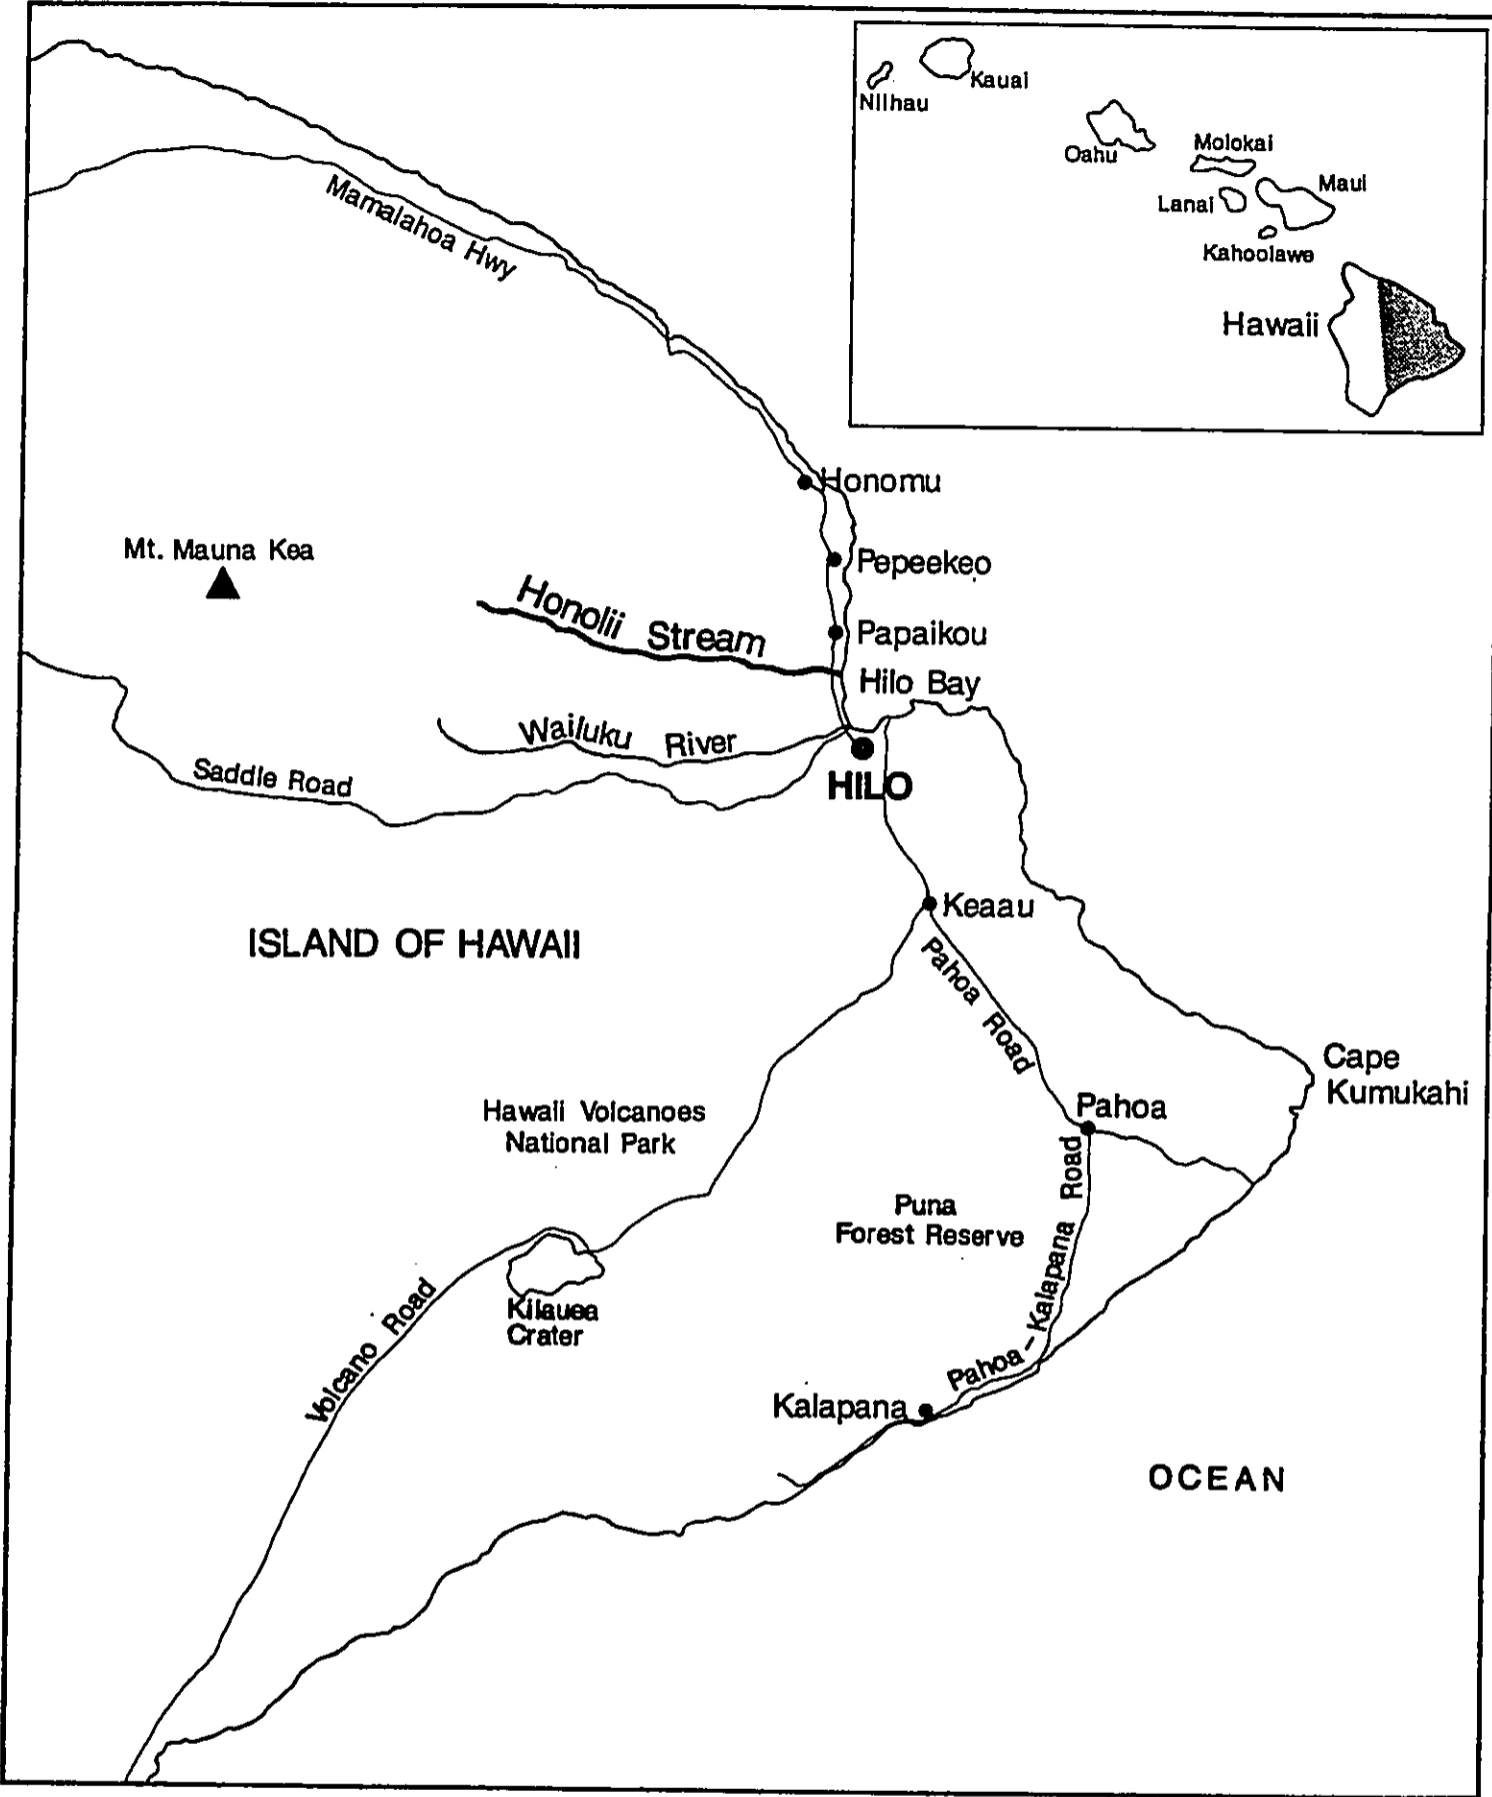 Niihau
Kauai
Oahu
Molokai
Lanai
Maui
Kahoolawe
Hawaii
Mamalahoa Hwy
Honomu
Mt. Mauna Kea
Pepeekeo
Honolii Stream
Papaikou
Hilo Bay
Wailuku River
Saddle Road
HILO
Keaau
ISLAND OF HAWAII
Pahoa Road
Cape
Kumukahi
Hawaii Volcanoes
National Park
Pahoa
Puna
Forest Reserve
Pahoa – Kalapana Road
Kilauea
Crater
Volcano Road
Kalapana
OCEAN